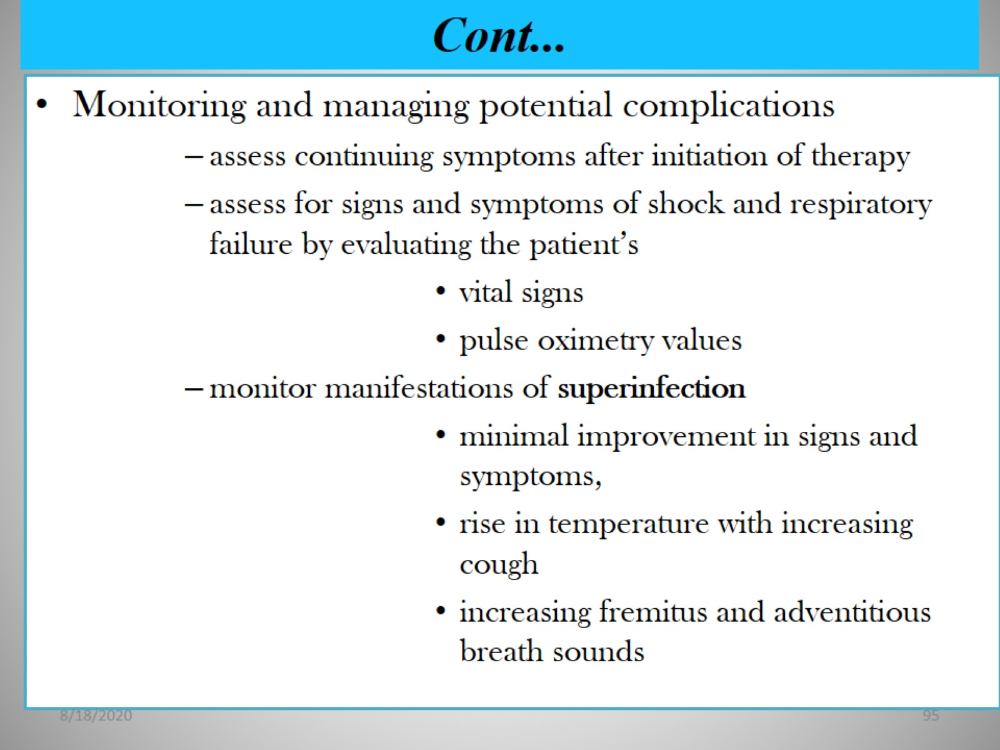 Cont...
• Monitoring and managing potential complications
– assess continuing symptoms after initiation of therapy
– assess for signs and symptoms of shock and respiratory
failure by evaluating the patient’s
• vital signs
• pulse oximetry values
– monitor manifestations of superinfection
• minimal improvement in signs and
symptoms,
• rise in temperature with increasing
cough
• increasing fremitus and adventitious
breath sounds
8/18/2020
95